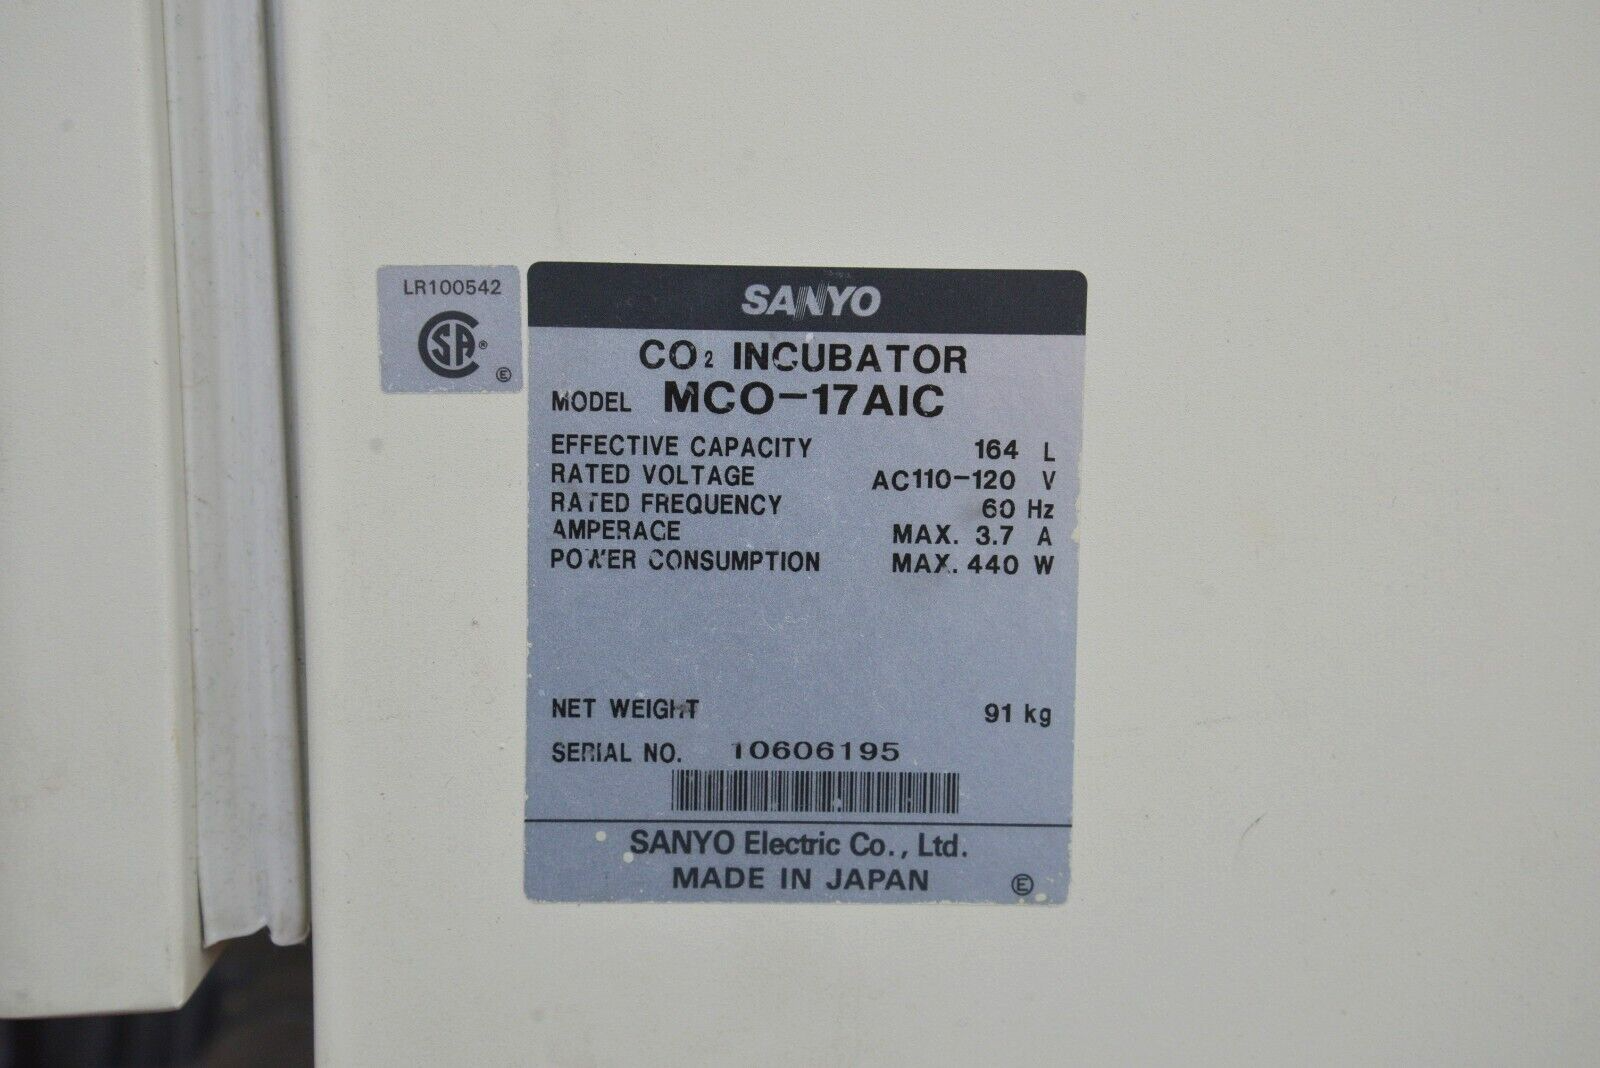 LR100542
CSA®
Ⓔ
SANYO
CO₂ INCUBATOR
MODEL MCO-17AIC
EFFECTIVE CAPACITY 164 L
RATED VOLTAGE AC110-120 V
RATED FREQUENCY 60 Hz
AMPERAGE MAX. 3.7 A
POWER CONSUMPTION MAX. 440 W
NET WEIGHT 91 kg
SERIAL NO. 10606195
SANYO Electric Co., Ltd.
MADE IN JAPAN Ⓔ